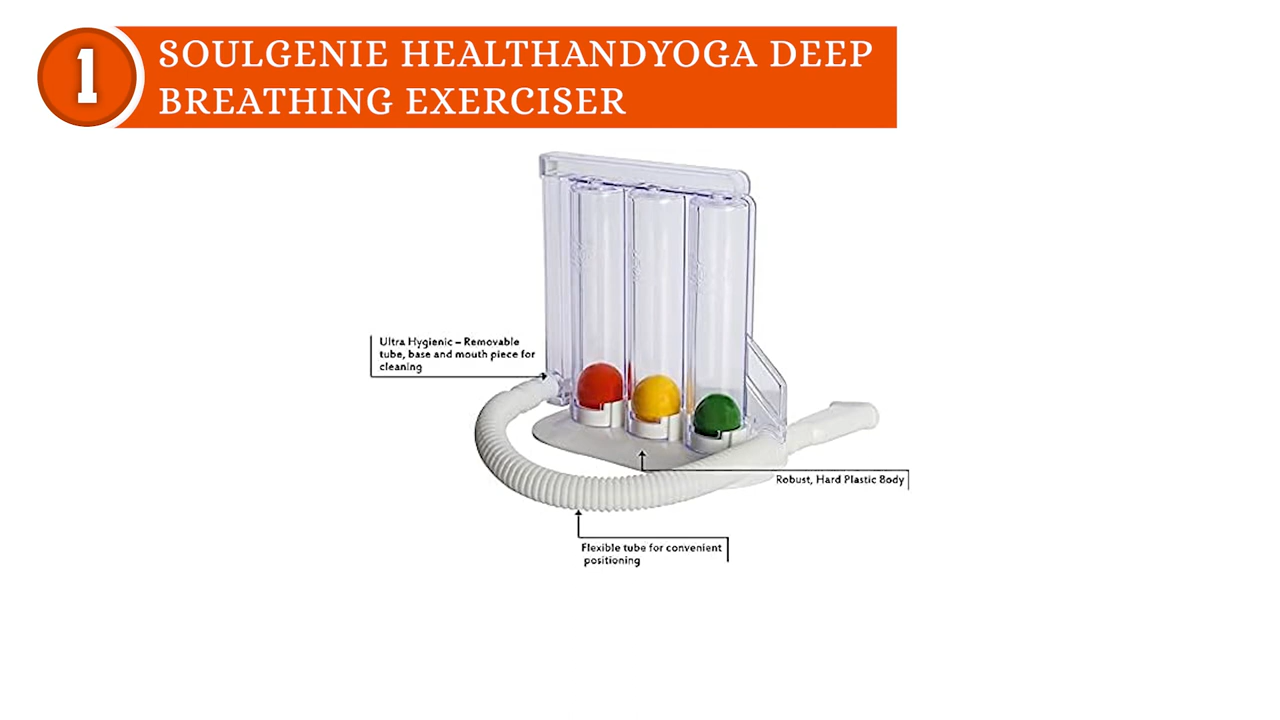 1
SOULGENIE HEALTHANDYOGA DEEP
BREATHING EXERCISER
Ultra Hygienic – Removable
tube, base and mouth piece for
cleaning
Robust, Hard Plastic Body
Flexible tube for convenient
positioning